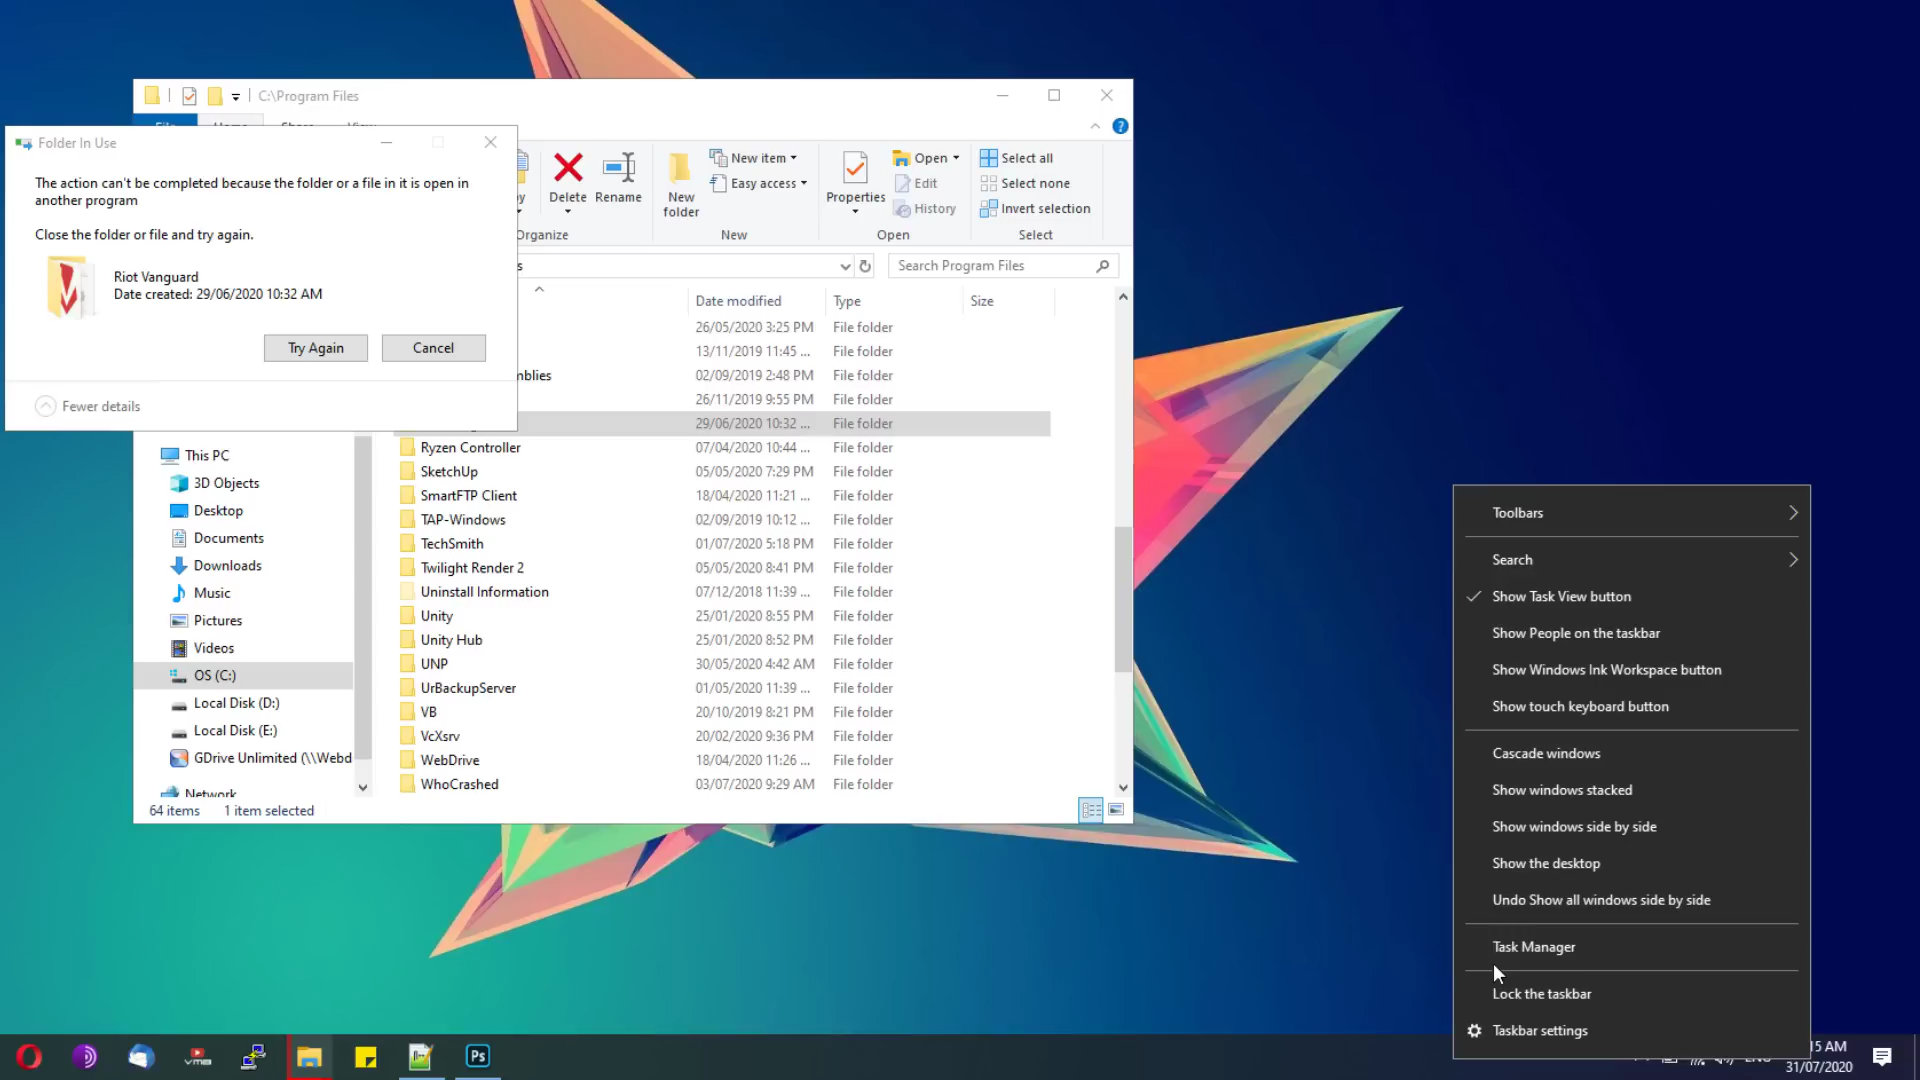 C:\Program Files
Folder In Use
The action can't be completed because the folder or a file in it is open in
another program
Close the folder or file and try again.
Riot Vanguard
Date created: 29/06/2020 10:32 AM
Try Again
Cancel
Fewer details
Delete
Rename
New
folder
New item
Easy access
Properties
Open
Edit
History
Select all
Select none
Invert selection
Organize
New
Open
Select
Search Program Files
Date modified
Type
Size
26/05/2020 3:25 PM File folder
13/11/2019 11:45 ... File folder
mblies 02/09/2019 2:48 PM File folder
26/11/2019 9:55 PM File folder
29/06/2020 10:32 ... File folder
Ryzen Controller 07/04/2020 10:44 ... File folder
SketchUp 05/05/2020 7:29 PM File folder
SmartFTP Client 18/04/2020 11:21 ... File folder
TAP-Windows 02/09/2019 10:12 ... File folder
TechSmith 01/07/2020 5:18 PM File folder
Twilight Render 2 05/05/2020 8:41 PM File folder
Uninstall Information 07/12/2018 11:39 ... File folder
Unity 25/01/2020 8:55 PM File folder
Unity Hub 25/01/2020 8:52 PM File folder
UNP 30/05/2020 4:42 AM File folder
UrBackupServer 01/05/2020 11:39 ... File folder
VB 20/10/2019 8:21 PM File folder
VcXsrv 20/02/2020 9:36 PM File folder
WebDrive 18/04/2020 11:26 ... File folder
WhoCrashed 03/07/2020 9:29 AM File folder
This PC
3D Objects
Desktop
Documents
Downloads
Music
Pictures
Videos
OS (C:)
Local Disk (D:)
Local Disk (E:)
GDrive Unlimited (\\Webd
Network
64 items 1 item selected
Toolbars
Search
Show Task View button
Show People on the taskbar
Show Windows Ink Workspace button
Show touch keyboard button
Cascade windows
Show windows stacked
Show windows side by side
Show the desktop
Undo Show all windows side by side
Task Manager
Lock the taskbar
Taskbar settings
Ps
15 AM
31/07/2020